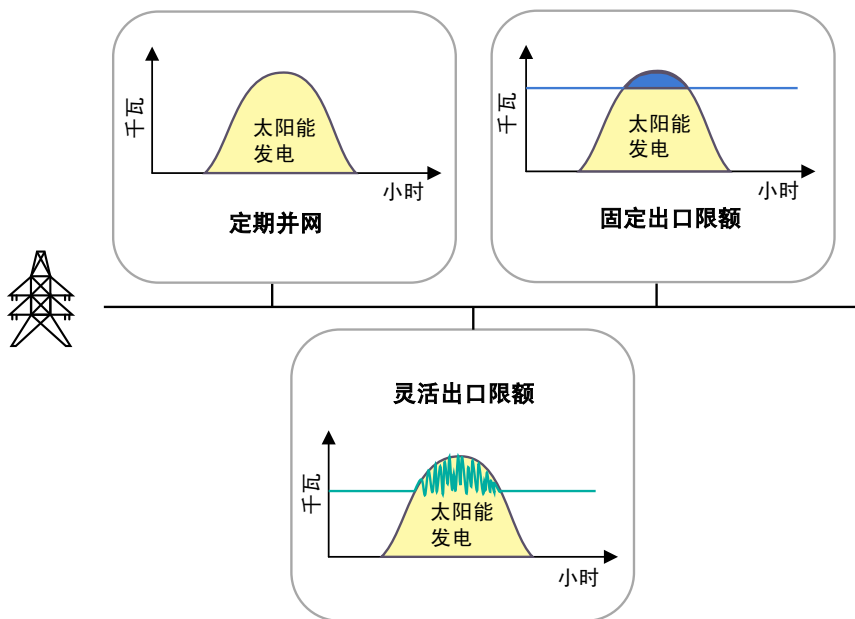 千瓦
太阳能
发电
小时
定期并网
千瓦
太阳能
发电
小时
固定出口限额
灵活出口限额
千瓦
太阳能
发电
小时